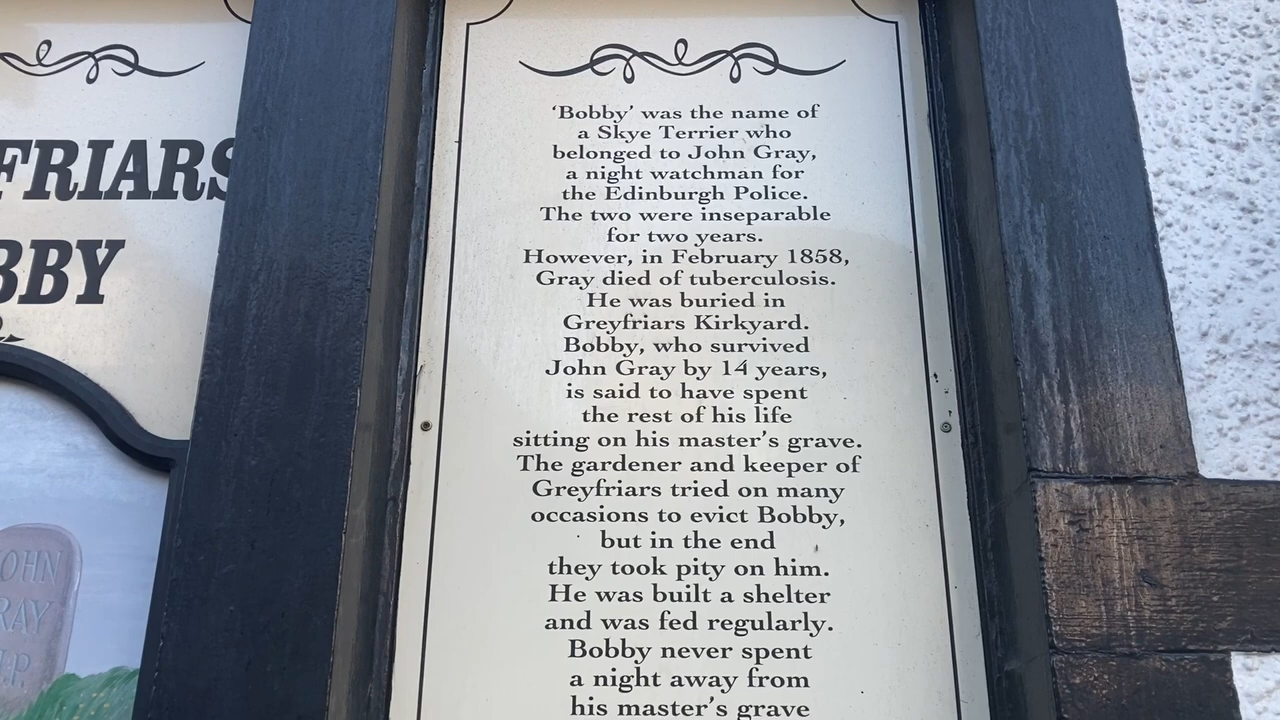 FRIARS
BBY
JOHN
RAY
‘Bobby’ was the name of
a Skye Terrier who
belonged to John Gray,
a night watchman for
the Edinburgh Police.
The two were inseparable
for two years.
However, in February 1858,
Gray died of tuberculosis.
He was buried in
Greyfriars Kirkyard.
Bobby, who survived
John Gray by 14 years,
is said to have spent
the rest of his life
sitting on his master’s grave.
The gardener and keeper of
Greyfriars tried on many
occasions to evict Bobby,
but in the end
they took pity on him.
He was built a shelter
and was fed regularly.
Bobby never spent
a night away from
his master’s grave